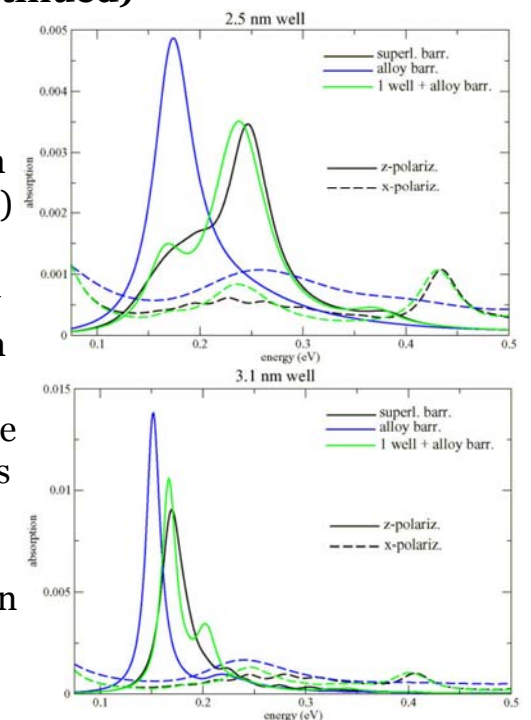 2.5 nm well
superl. barr.
alloy barr.
1 well + alloy barr.
z-polariz.
x-polariz.
absorption
0.005
0.004
0.003
0.002
0.001
0
0.1 0.2 0.3 0.4 0.5
energy (eV)
3.1 nm well
superl. barr.
alloy barr.
1 well + alloy barr.
z-polariz.
x-polariz.
absorption
0.015
0.01
0.005
0
0.1 0.2 0.3 0.4 0.5
energy (eV)